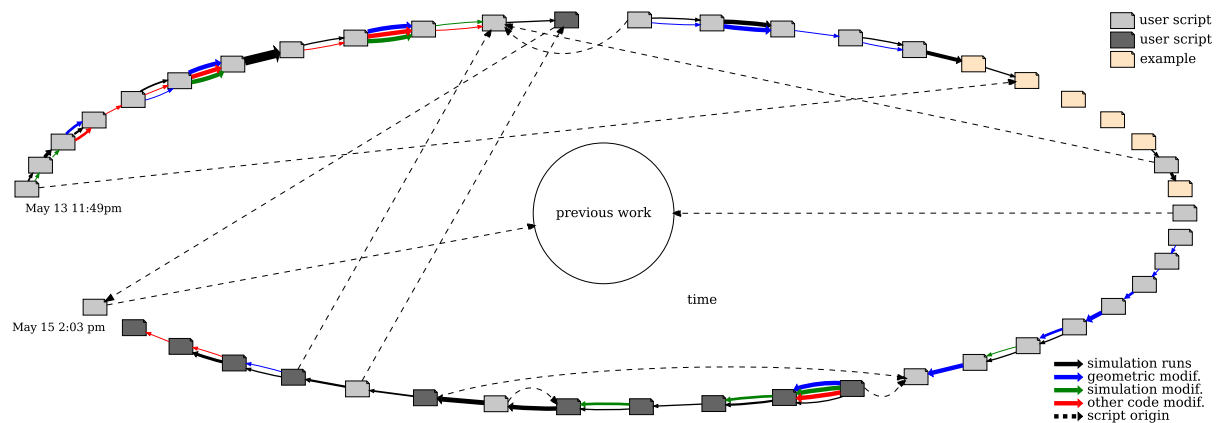 user script
user script
example
May 13 11:49pm
previous work
time
May 15 2:03 pm
simulation runs
geometric modif.
simulation modif.
other code modif.
script origin